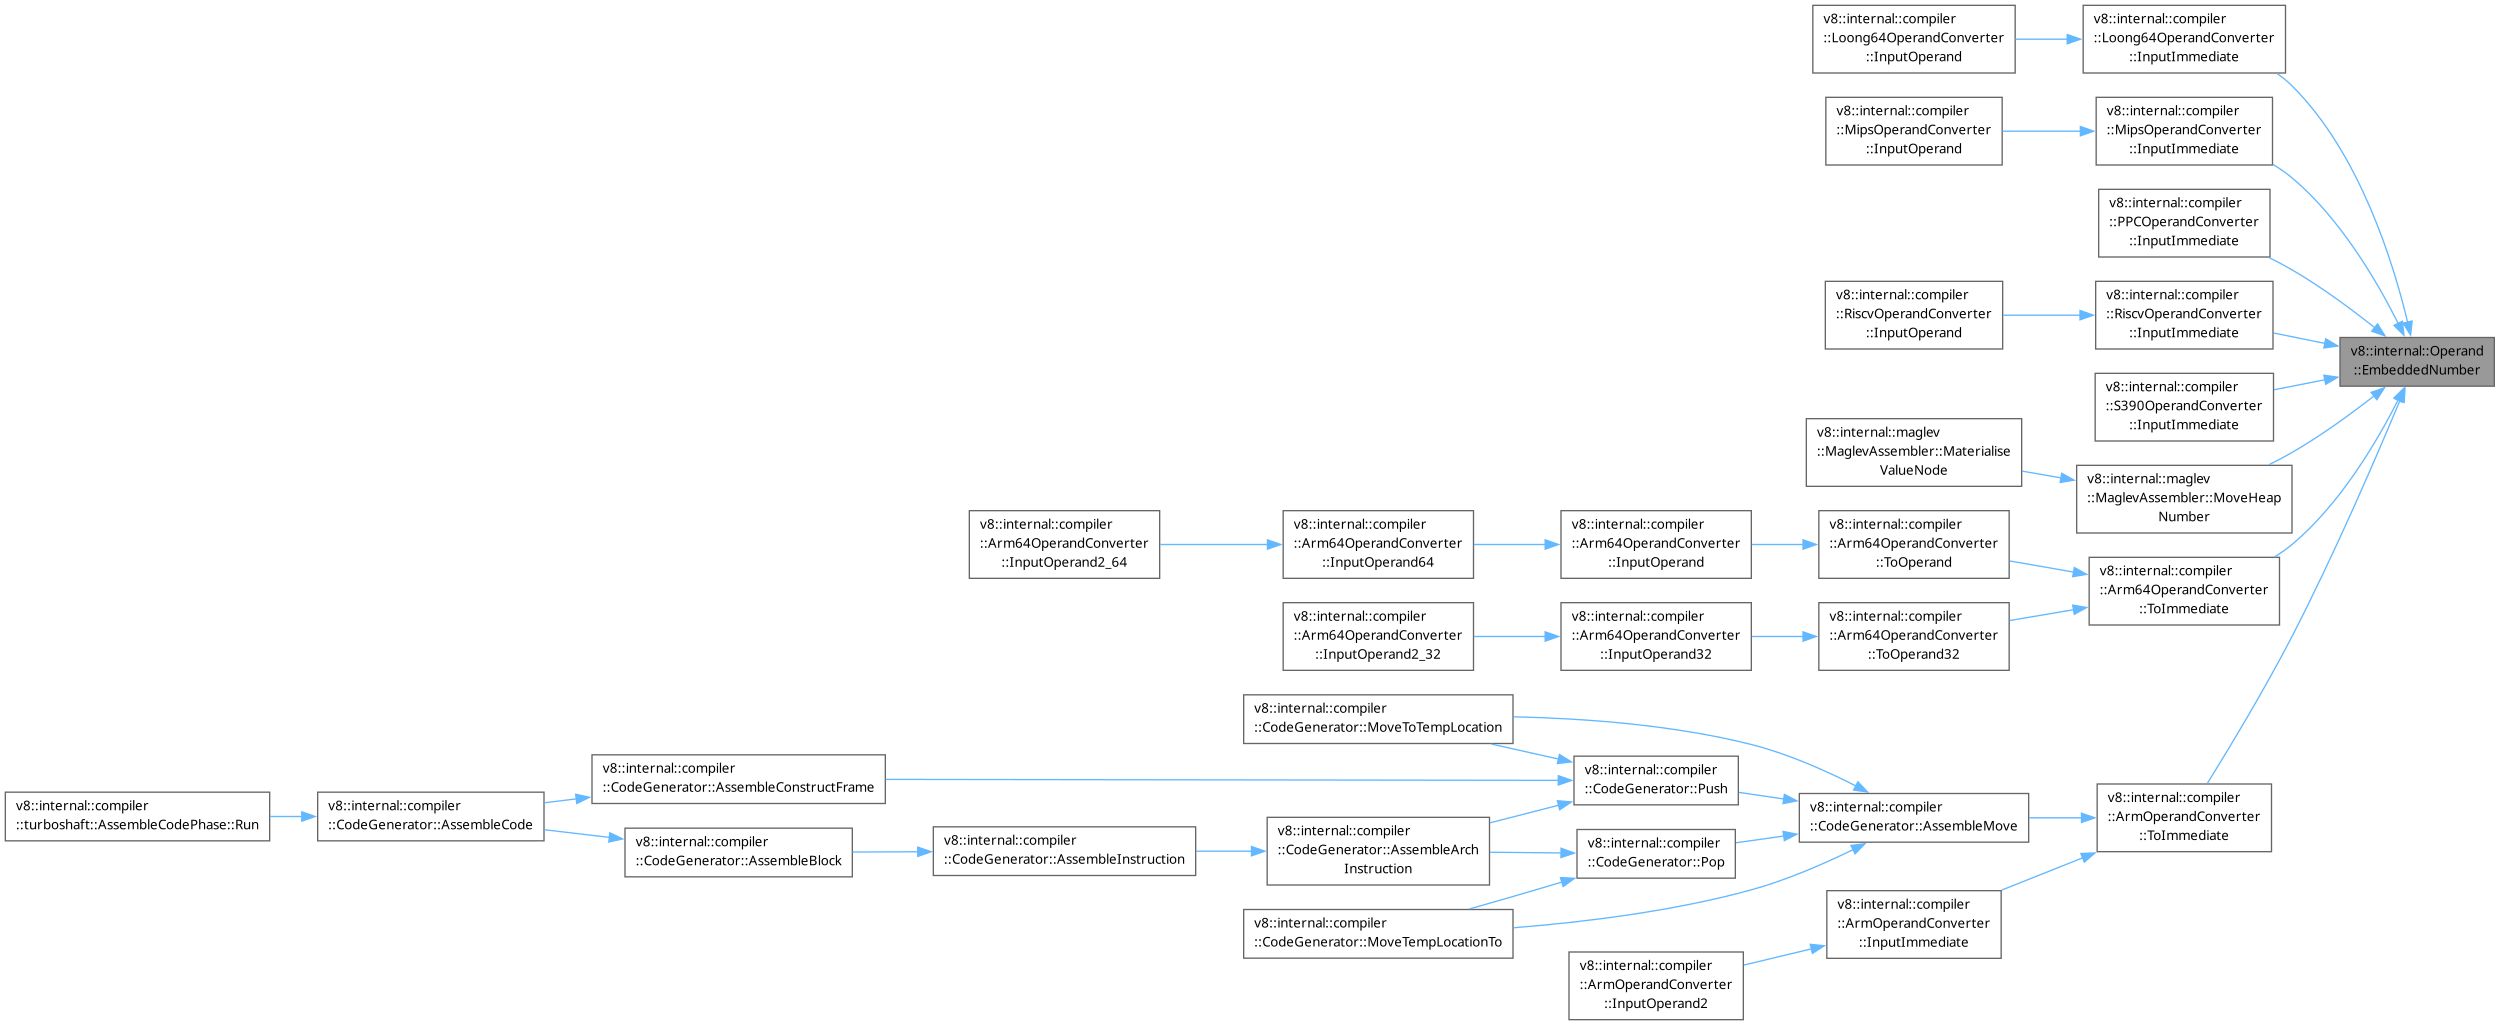 v8::internal::compiler
::Loong64OperandConverter
::InputOperand
v8::internal::compiler
::Loong64OperandConverter
::InputImmediate
v8::internal::compiler
::MipsOperandConverter
::InputOperand
v8::internal::compiler
::MipsOperandConverter
::InputImmediate
v8::internal::compiler
::PPCOperandConverter
::InputImmediate
v8::internal::compiler
::RiscvOperandConverter
::InputOperand
v8::internal::compiler
::RiscvOperandConverter
::InputImmediate
v8::internal::Operand
::EmbeddedNumber
v8::internal::compiler
::S390OperandConverter
::InputImmediate
v8::internal::maglev
::MaglevAssembler::Materialise
ValueNode
v8::internal::maglev
::MaglevAssembler::MoveHeap
Number
v8::internal::compiler
::Arm64OperandConverter
::InputOperand2_64
v8::internal::compiler
::Arm64OperandConverter
::InputOperand64
v8::internal::compiler
::Arm64OperandConverter
::InputOperand
v8::internal::compiler
::Arm64OperandConverter
::ToOperand
v8::internal::compiler
::Arm64OperandConverter
::ToImmediate
v8::internal::compiler
::Arm64OperandConverter
::InputOperand2_32
v8::internal::compiler
::Arm64OperandConverter
::InputOperand32
v8::internal::compiler
::Arm64OperandConverter
::ToOperand32
v8::internal::compiler
::CodeGenerator::MoveToTempLocation
v8::internal::compiler
::CodeGenerator::AssembleConstructFrame
v8::internal::compiler
::CodeGenerator::Push
v8::internal::compiler
::turboshaft::AssembleCodePhase::Run
v8::internal::compiler
::CodeGenerator::AssembleCode
v8::internal::compiler
::CodeGenerator::AssembleMove
v8::internal::compiler
::ArmOperandConverter
::ToImmediate
v8::internal::compiler
::CodeGenerator::AssembleBlock
v8::internal::compiler
::CodeGenerator::AssembleInstruction
v8::internal::compiler
::CodeGenerator::AssembleArch
Instruction
v8::internal::compiler
::CodeGenerator::Pop
v8::internal::compiler
::CodeGenerator::MoveTempLocationTo
v8::internal::compiler
::ArmOperandConverter
::InputImmediate
v8::internal::compiler
::ArmOperandConverter
::InputOperand2